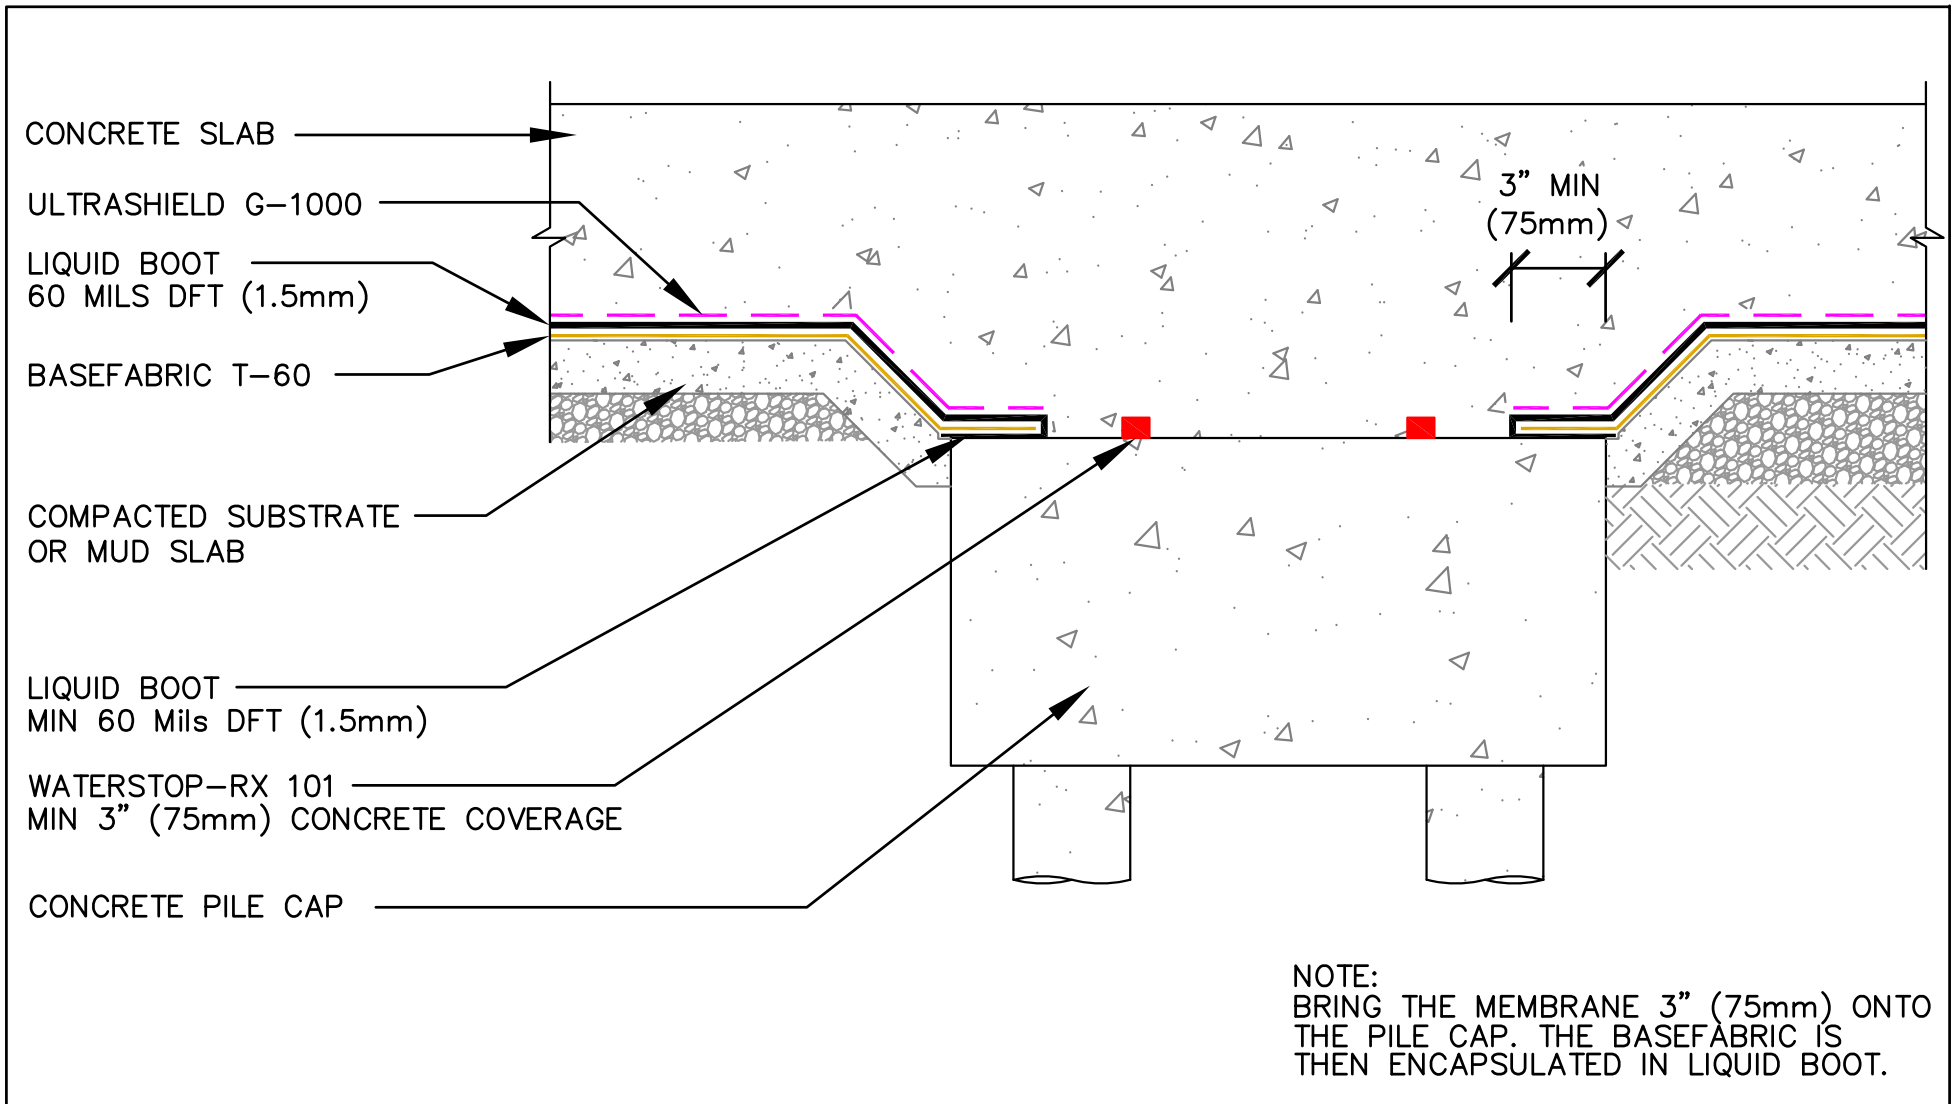 CONCRETE SLAB
ULTRASHIELD G-1000
LIQUID BOOT
60 MILS DFT (1.5mm)
BASEFABRIC T-60
COMPACTED SUBSTRATE
OR MUD SLAB
LIQUID BOOT
MIN 60 Mils DFT (1.5mm)
WATERSTOP-RX 101
MIN 3” (75mm) CONCRETE COVERAGE
CONCRETE PILE CAP
3” MIN
(75mm)
NOTE:
BRING THE MEMBRANE 3” (75mm) ONTO
THE PILE CAP. THE BASEFABRIC IS
THEN ENCAPSULATED IN LIQUID BOOT.